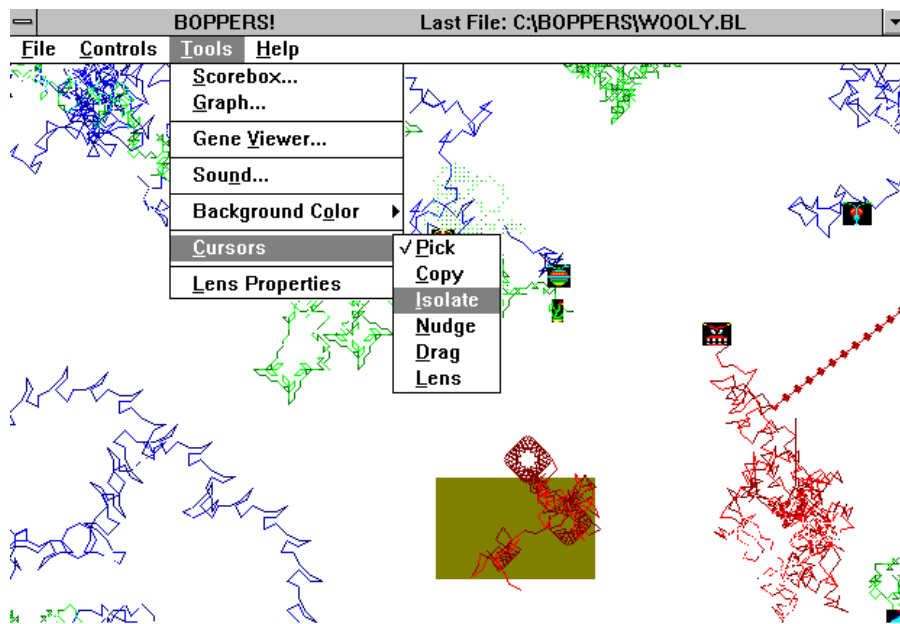 BOPPERS! Last File: C:\BOPPERS\WOOLY.BL
File Controls Tools Help
Scorebox...
Graph...
Gene Viewer...
Sound...
Background Color
Cursors
Lens Properties
✓ Pick
Copy
Isolate
Nudge
Drag
Lens